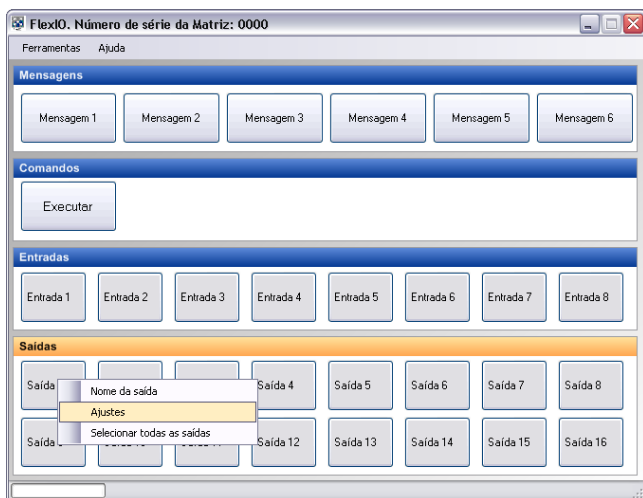 FlexIO. Número de série da Matriz: 0000
Ferramentas Ajuda
Mensagens
Mensagem 1 Mensagem 2 Mensagem 3 Mensagem 4 Mensagem 5 Mensagem 6
Comandos
Executar
Entradas
Entrada 1 Entrada 2 Entrada 3 Entrada 4 Entrada 5 Entrada 6 Entrada 7 Entrada 8
Saídas
Saída Saída 4 Saída 5 Saída 6 Saída 7 Saída 8
Nome da saída
Ajustes
Selecionar todas as saídas
Saída Saída 12 Saída 13 Saída 14 Saída 15 Saída 16